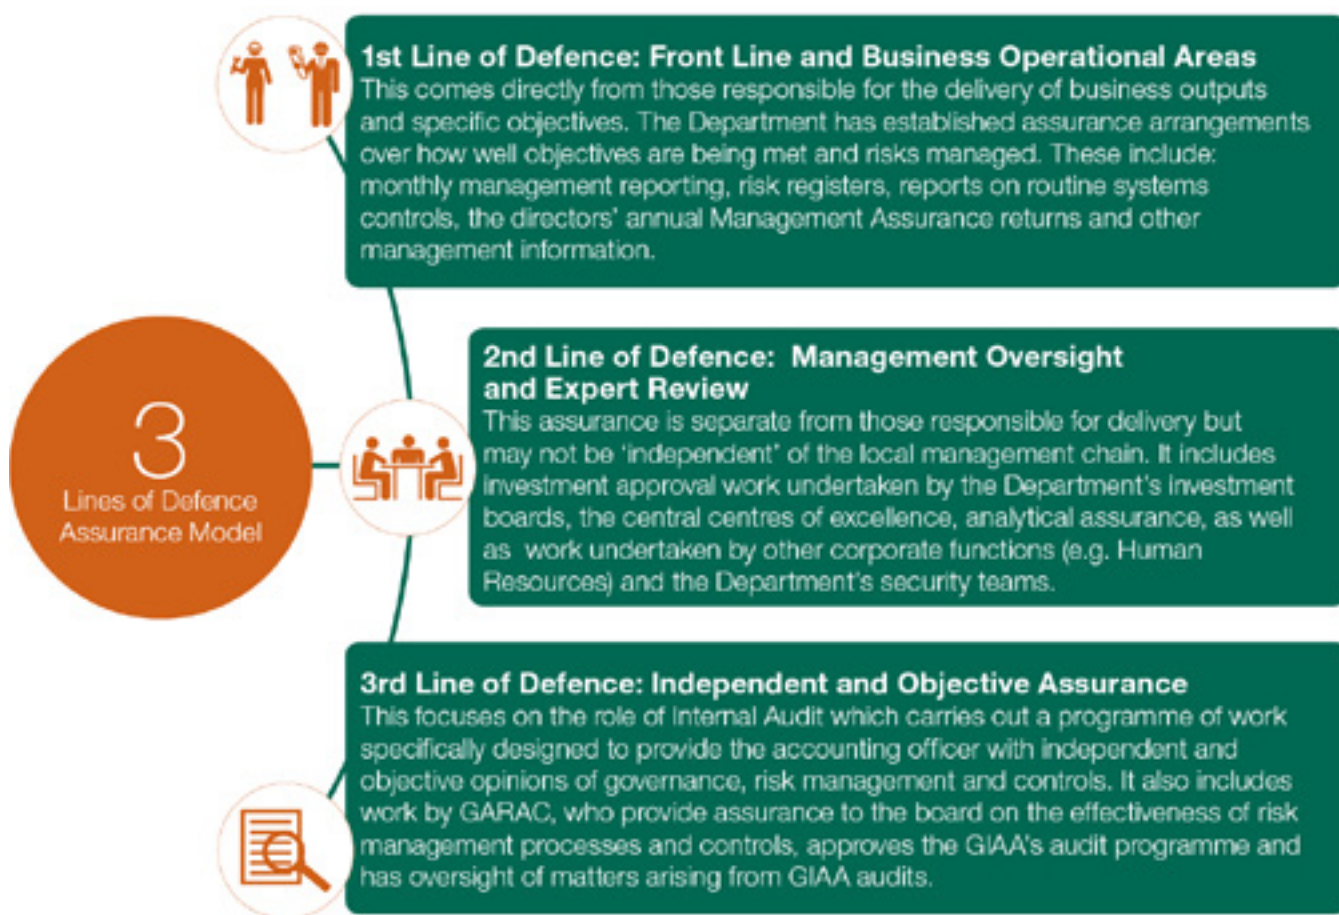 1st Line of Defence: Front Line and Business Operational Areas
This comes directly from those responsible for the delivery of business outputs
and specific objectives. The Department has established assurance arrangements
over how well objectives are being met and risks managed. These include:
monthly management reporting, risk registers, reports on routine systems
controls, the directors’ annual Management Assurance returns and other
management information.
3
Lines of Defence
Assurance Model
2nd Line of Defence: Management Oversight
and Expert Review
This assurance is separate from those responsible for delivery but
may not be ‘independent’ of the local management chain. It includes
investment approval work undertaken by the Department’s investment
boards, the central centres of excellence, analytical assurance, as well
as work undertaken by other corporate functions (e.g. Human
Resources) and the Department’s security teams.
3rd Line of Defence: Independent and Objective Assurance
This focuses on the role of Internal Audit which carries out a programme of work
specifically designed to provide the accounting officer with independent and
objective opinions of governance, risk management and controls. It also includes
work by GARAC, who provide assurance to the board on the effectiveness of risk
management processes and controls, approves the GIAA’s audit programme and
has oversight of matters arising from GIAA audits.